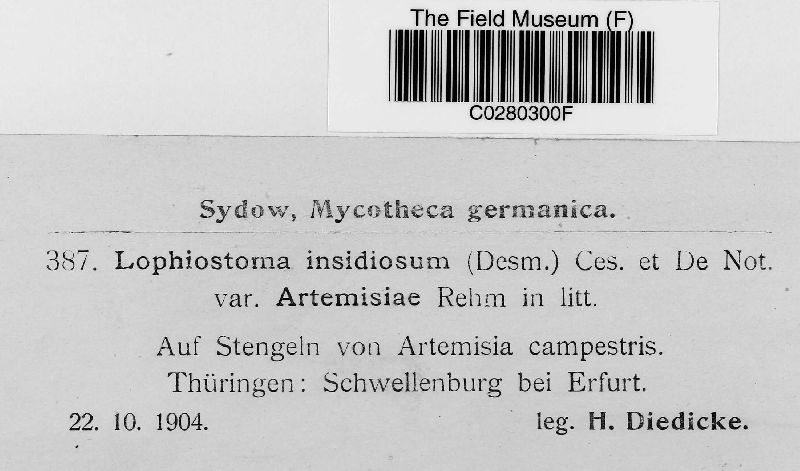 The Field Museum (F)
C0280300F
Sydow, Mycotheca germanica.
387. Lophiostoma insidiosum (Desm.) Ces. et De Not.
var. Artemisiae Rehm in litt.
Auf Stengeln von Artemisia campestris.
Thüringen: Schwellenburg bei Erfurt.
22. 10. 1904. leg. H. Diedicke.